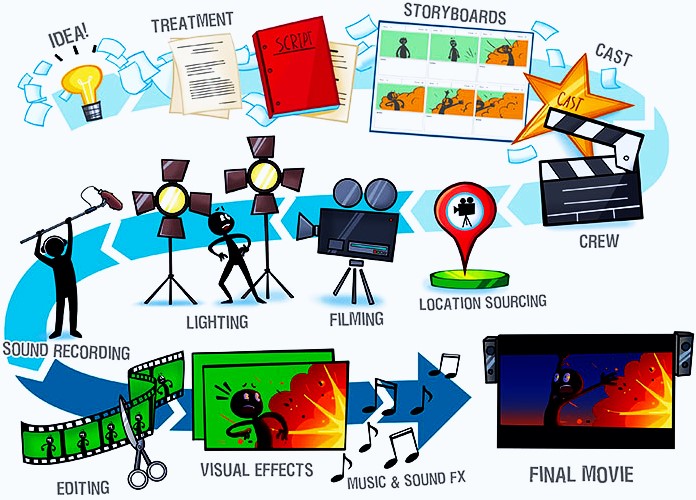 IDEA!
TREATMENT
SCRIPT
STORYBOARDS
CAST
CAST
CREW
LOCATION SOURCING
FILMING
LIGHTING
SOUND RECORDING
EDITING
VISUAL EFFECTS
MUSIC & SOUND FX
FINAL MOVIE